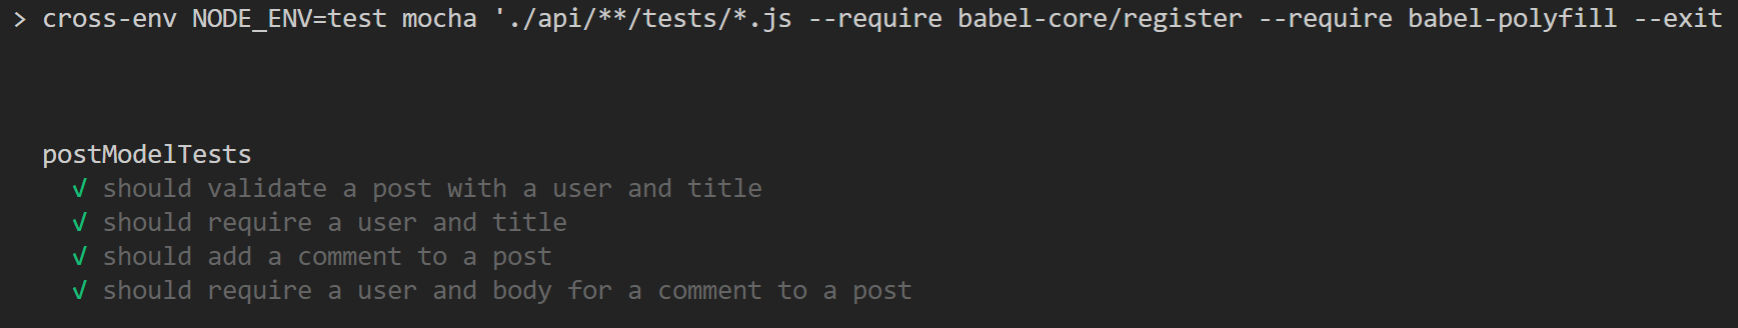 > cross-env NODE_ENV=test mocha './api/**/tests/*.js --require babel-core/register --require babel-polyfill --exit
postModelTests
√ should validate a post with a user and title
√ should require a user and title
√ should add a comment to a post
√ should require a user and body for a comment to a post